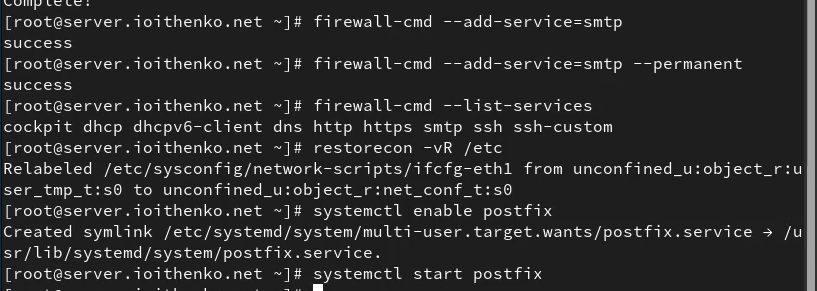 Complete!
[root@server.ioithenko.net ~]# firewall-cmd --add-service=smtp
success
[root@server.ioithenko.net ~]# firewall-cmd --add-service=smtp --permanent
success
[root@server.ioithenko.net ~]# firewall-cmd --list-services
cockpit dhcp dhcpv6-client dns http https smtp ssh ssh-custom
[root@server.ioithenko.net ~]# restorecon -vR /etc
Relabeled /etc/sysconfig/network-scripts/ifcfg-eth1 from unconfined_u:object_r:u
ser_tmp_t:s0 to unconfined_u:object_r:net_conf_t:s0
[root@server.ioithenko.net ~]# systemctl enable postfix
Created symlink /etc/systemd/system/multi-user.target.wants/postfix.service → /u
sr/lib/systemd/system/postfix.service.
[root@server.ioithenko.net ~]# systemctl start postfix
[root@server.ioithenko.net ~]#